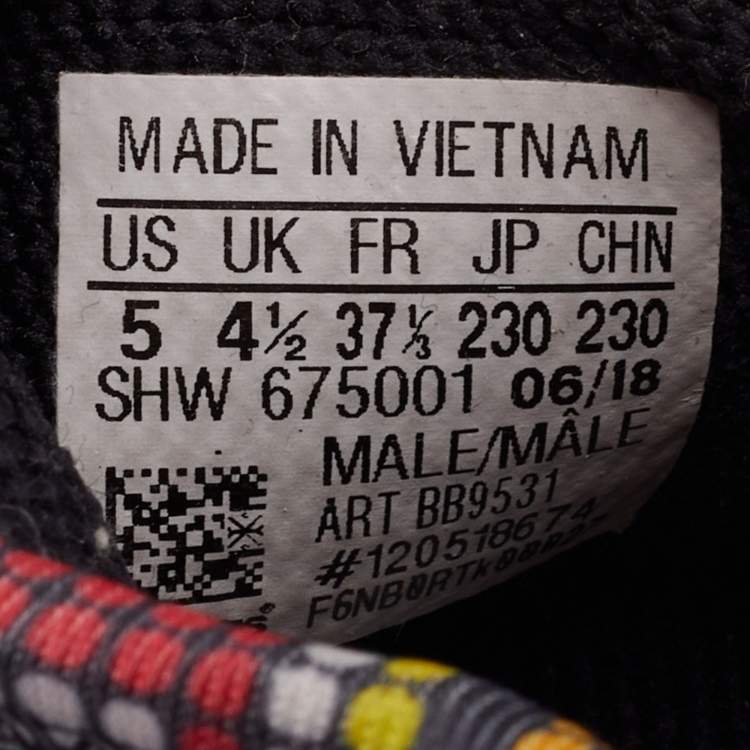 MADE IN VIETNAM
US UK FR JP CHN
5 4½ 37⅓ 230 230
SHW 675001 06/18
MALE/MÂLE
ART BB9531
#120518674